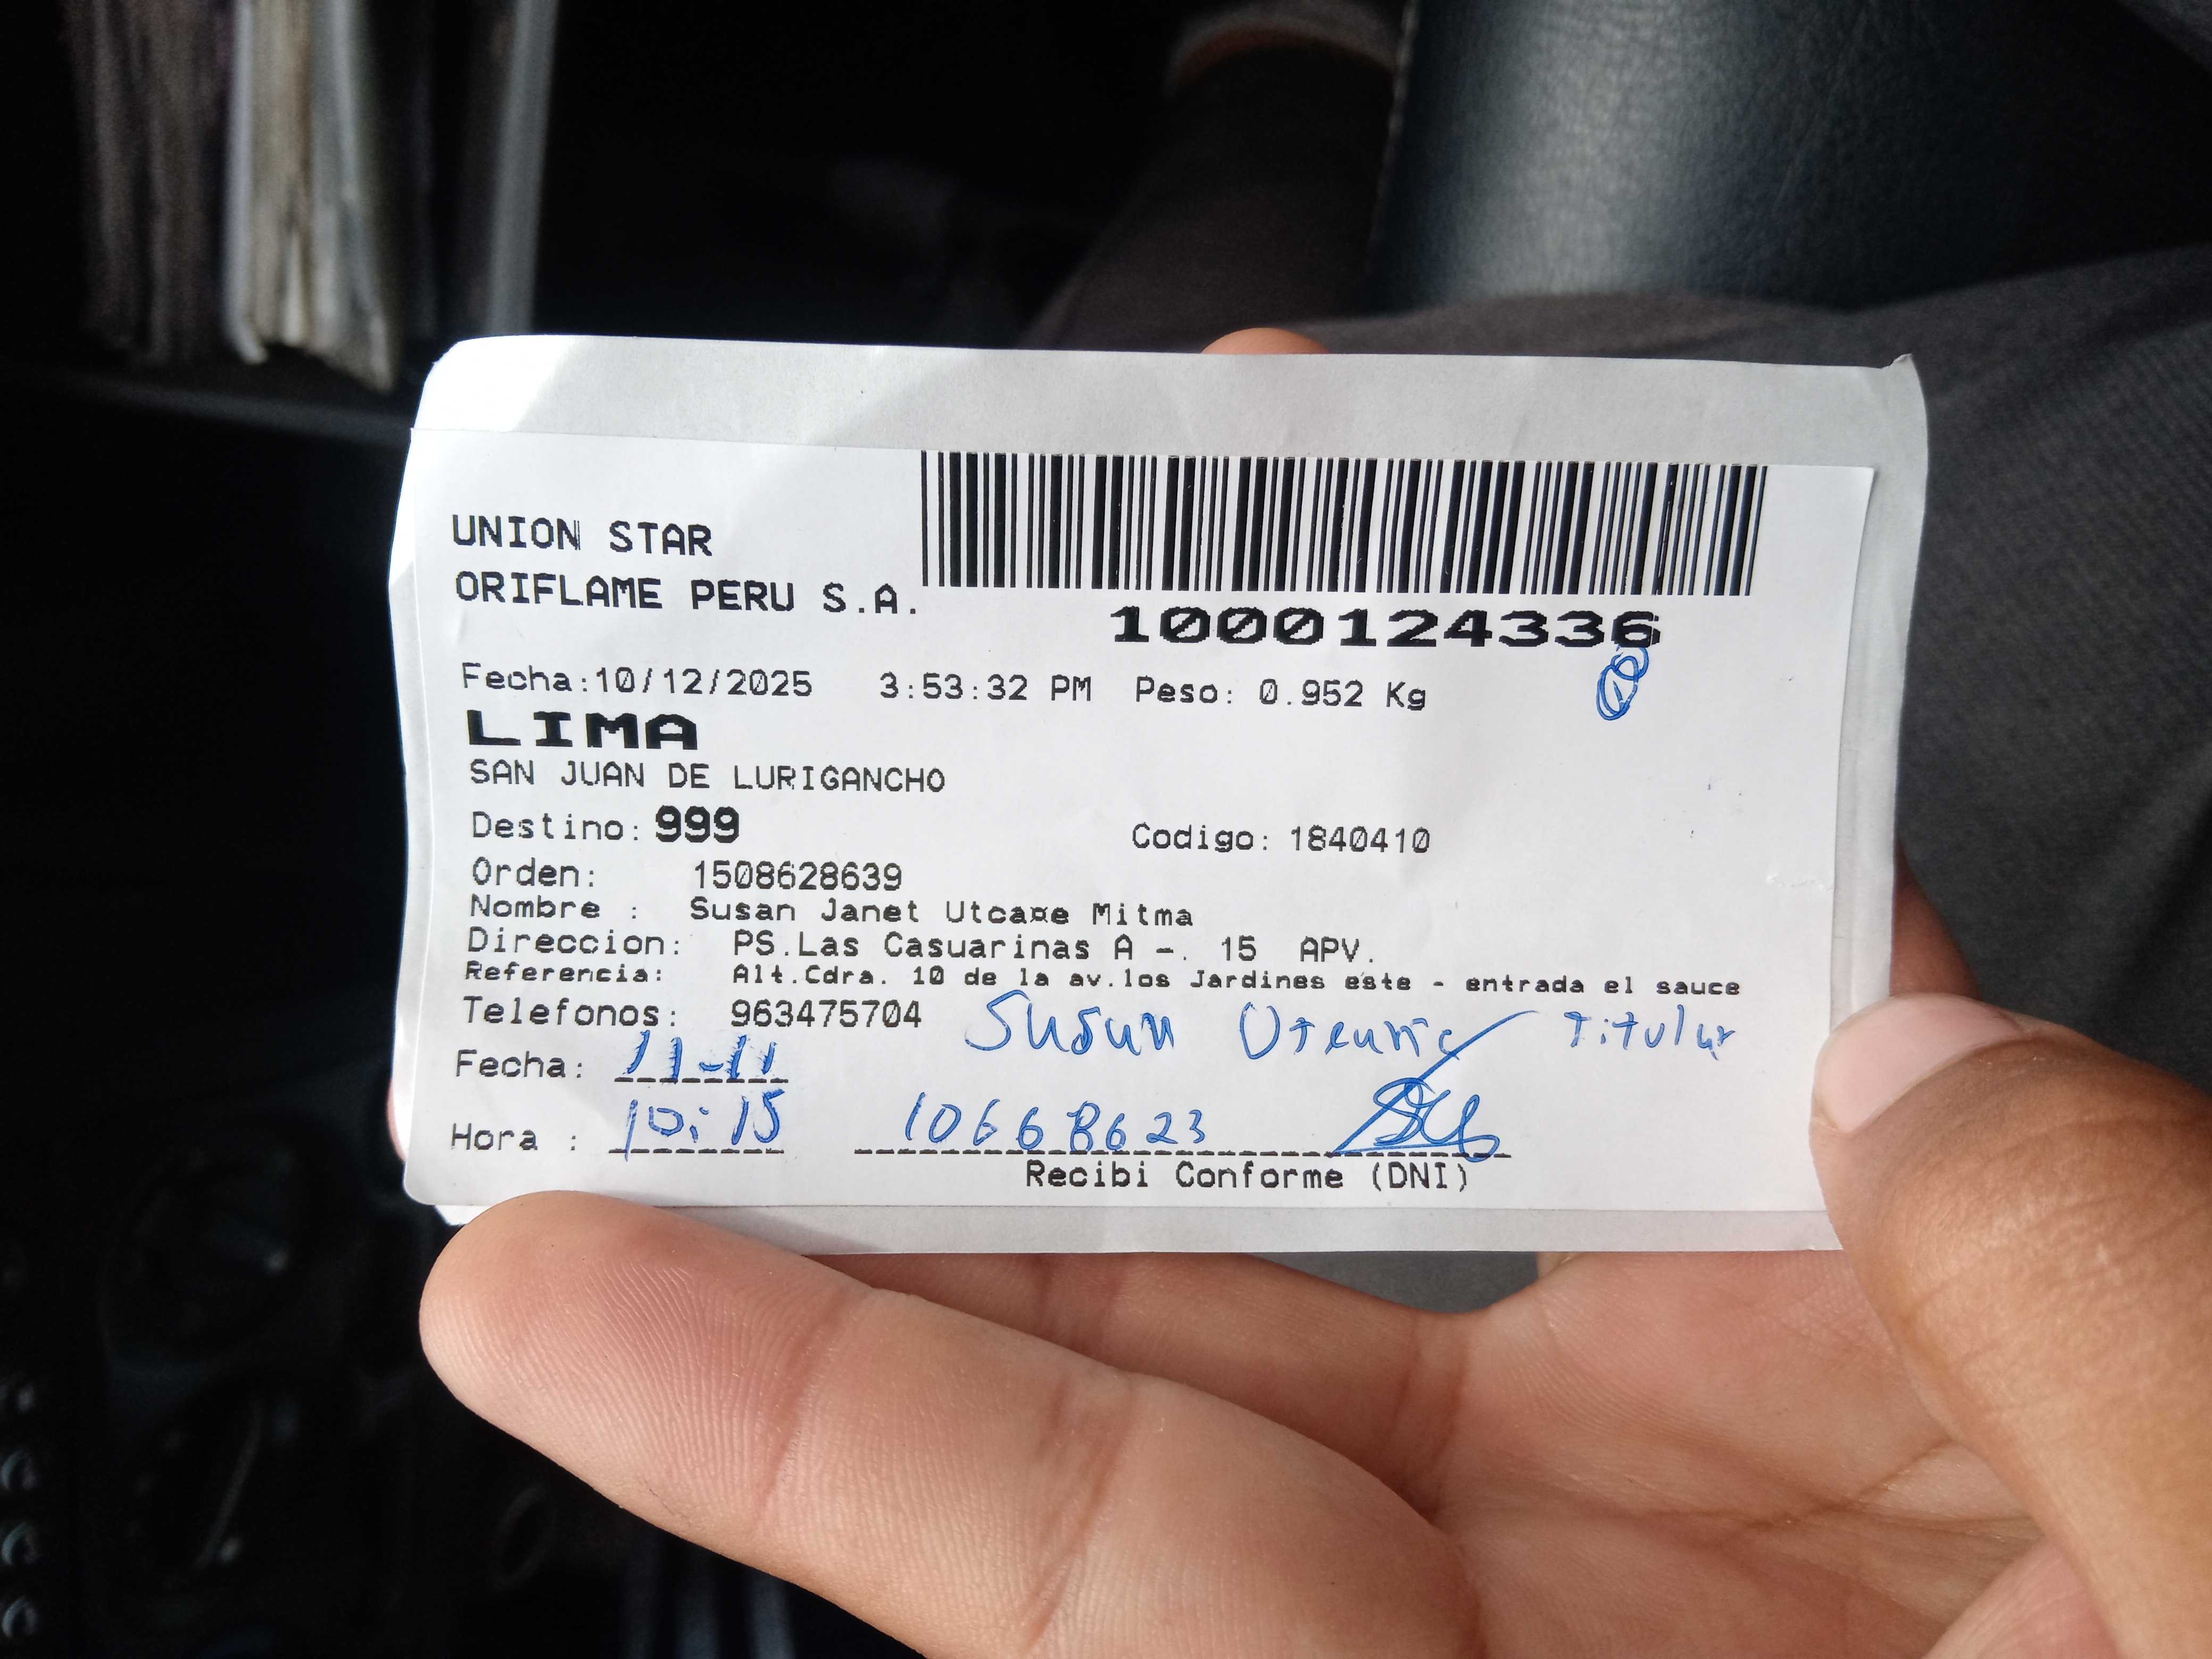 UNION STAR
ORIFLAME PERU S.A.
1000124336
Fecha:10/12/2025 3:53:32 PM Peso: 0.952 Kg
LIMA
SAN JUAN DE LURIGANCHO
Destino: 999 Codigo: 1840410
Orden: 1508628639
Nombre : Susan Janet Utca¤e Mitma
Direccion: PS.Las Casuarinas A -. 15 APV.
Referencia: Alt.Cdra. 10 de la av.los Jardines este - entrada el sauce
Telefonos: 963475704 Susan Titular
Fecha: 11-11
Hora : 10:15 10668623
Recibi Conforme (DNI)